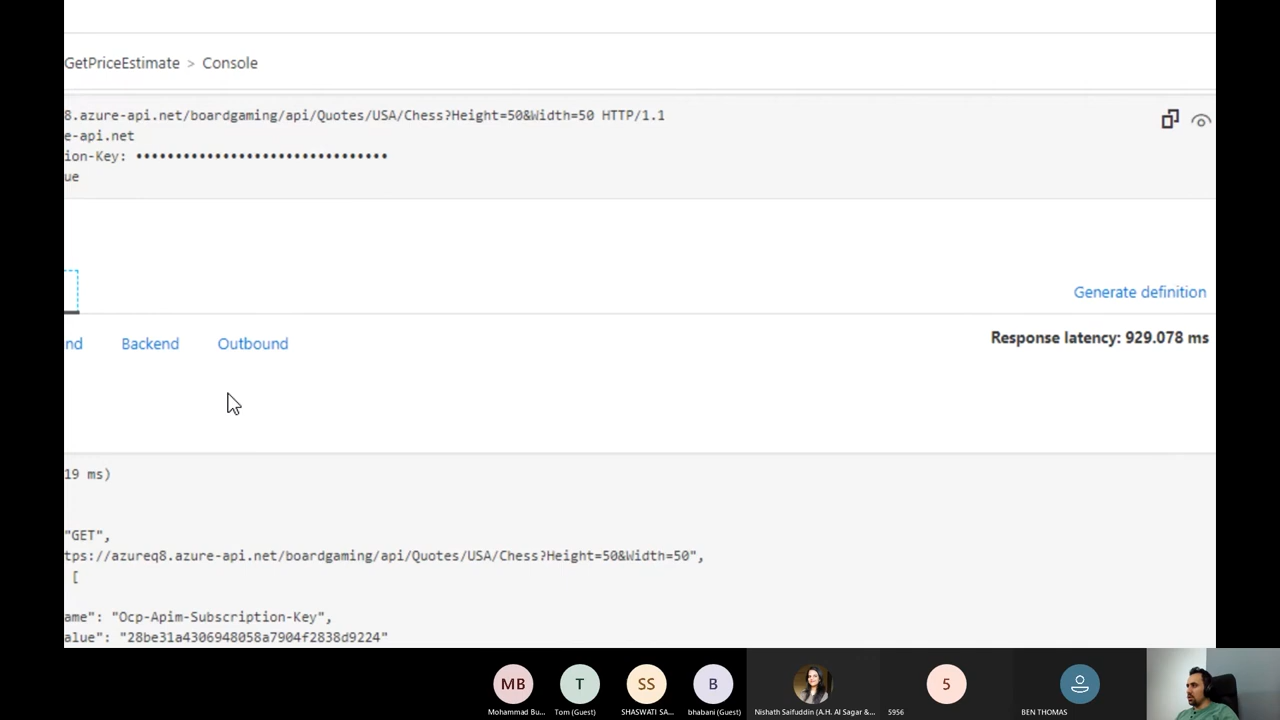 GetPriceEstimate > Console
8.azure-api.net/boardgaming/api/Quotes/USA/Chess?Height=50&Width=50 HTTP/1.1
e-api.net
ion-Key: ••••••••••••••••••••••••••••••••
ue
Generate definition
nd Backend Outbound
Response latency: 929.078 ms
19 ms)
"GET",
tps://azureq8.azure-api.net/boardgaming/api/Quotes/USA/Chess?Height=50&Width=50",
[
ame": "Ocp-Apim-Subscription-Key",
alue": "28be31a4306948058a7904f2838d9224"
MB T SS B 5
Mohammad Bu... Tom (Guest) SHASWATI SA... bhabani (Guest) Nishath Saifuddin (A.H. Al Sagar &... 5956 BEN THOMAS